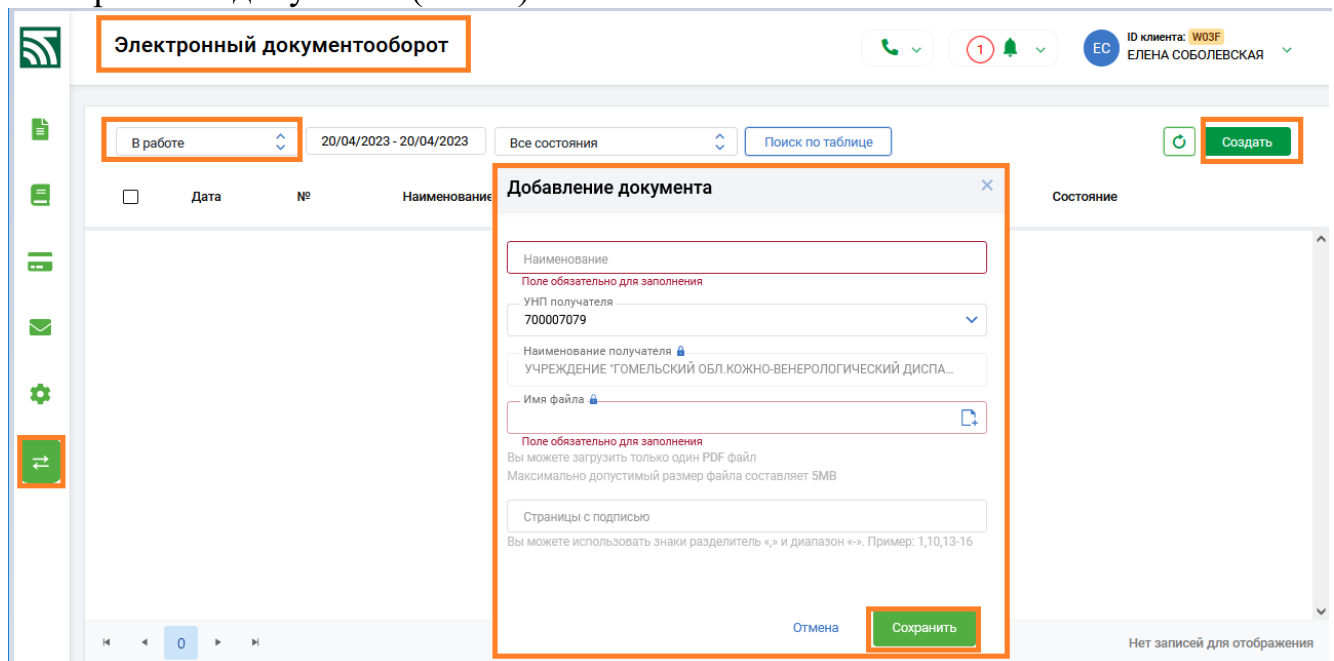 Электронный документооборот
1
EC
ID клиента: W03F
ЕЛЕНА СОБОЛЕВСКАЯ
В работе
20/04/2023 - 20/04/2023
Все состояния
Поиск по таблице
Создать
Дата
№
Наименование
Состояние
Добавление документа
Наименование
Поле обязательно для заполнения
УНП получателя
700007079
Наименование получателя
УЧРЕЖДЕНИЕ "ГОМЕЛЬСКИЙ ОБЛ.КОЖНО-ВЕНЕРОЛОГИЧЕСКИЙ ДИСПА...
Имя файла
Поле обязательно для заполнения
Вы можете загрузить только один PDF файл
Максимально допустимый размер файла составляет 5MB
Страницы с подписью
Вы можете использовать знаки разделитель «,» и диапазон «-». Пример: 1,10,13-16
Отмена
Сохранить
0
Нет записей для отображения